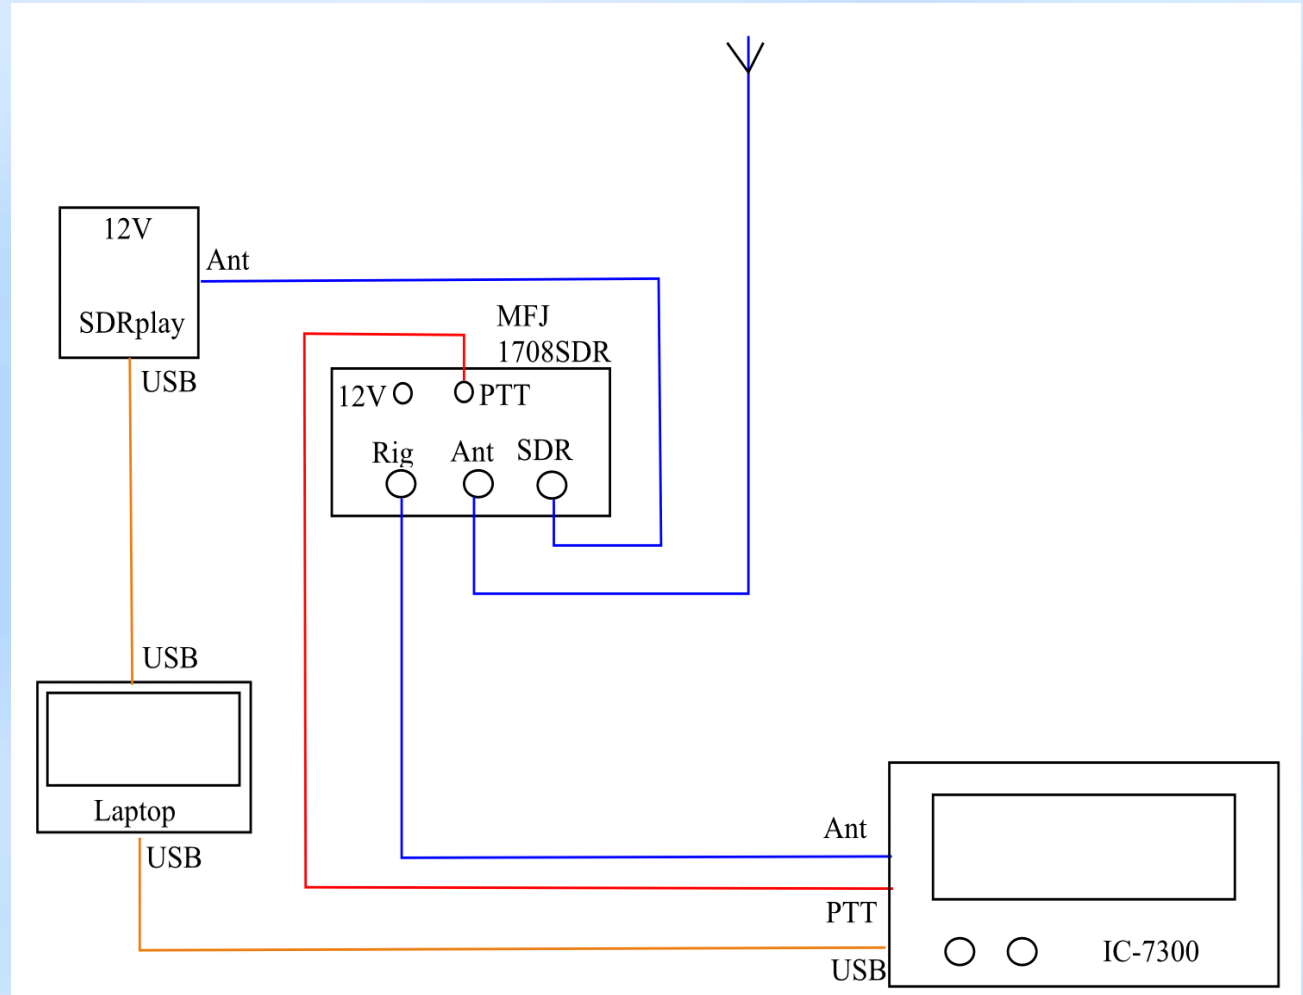 12V
Ant
SDRplay
USB
MFJ
1708SDR
12V
PTT
Rig
Ant
SDR
USB
Laptop
USB
Ant
PTT
IC-7300
USB